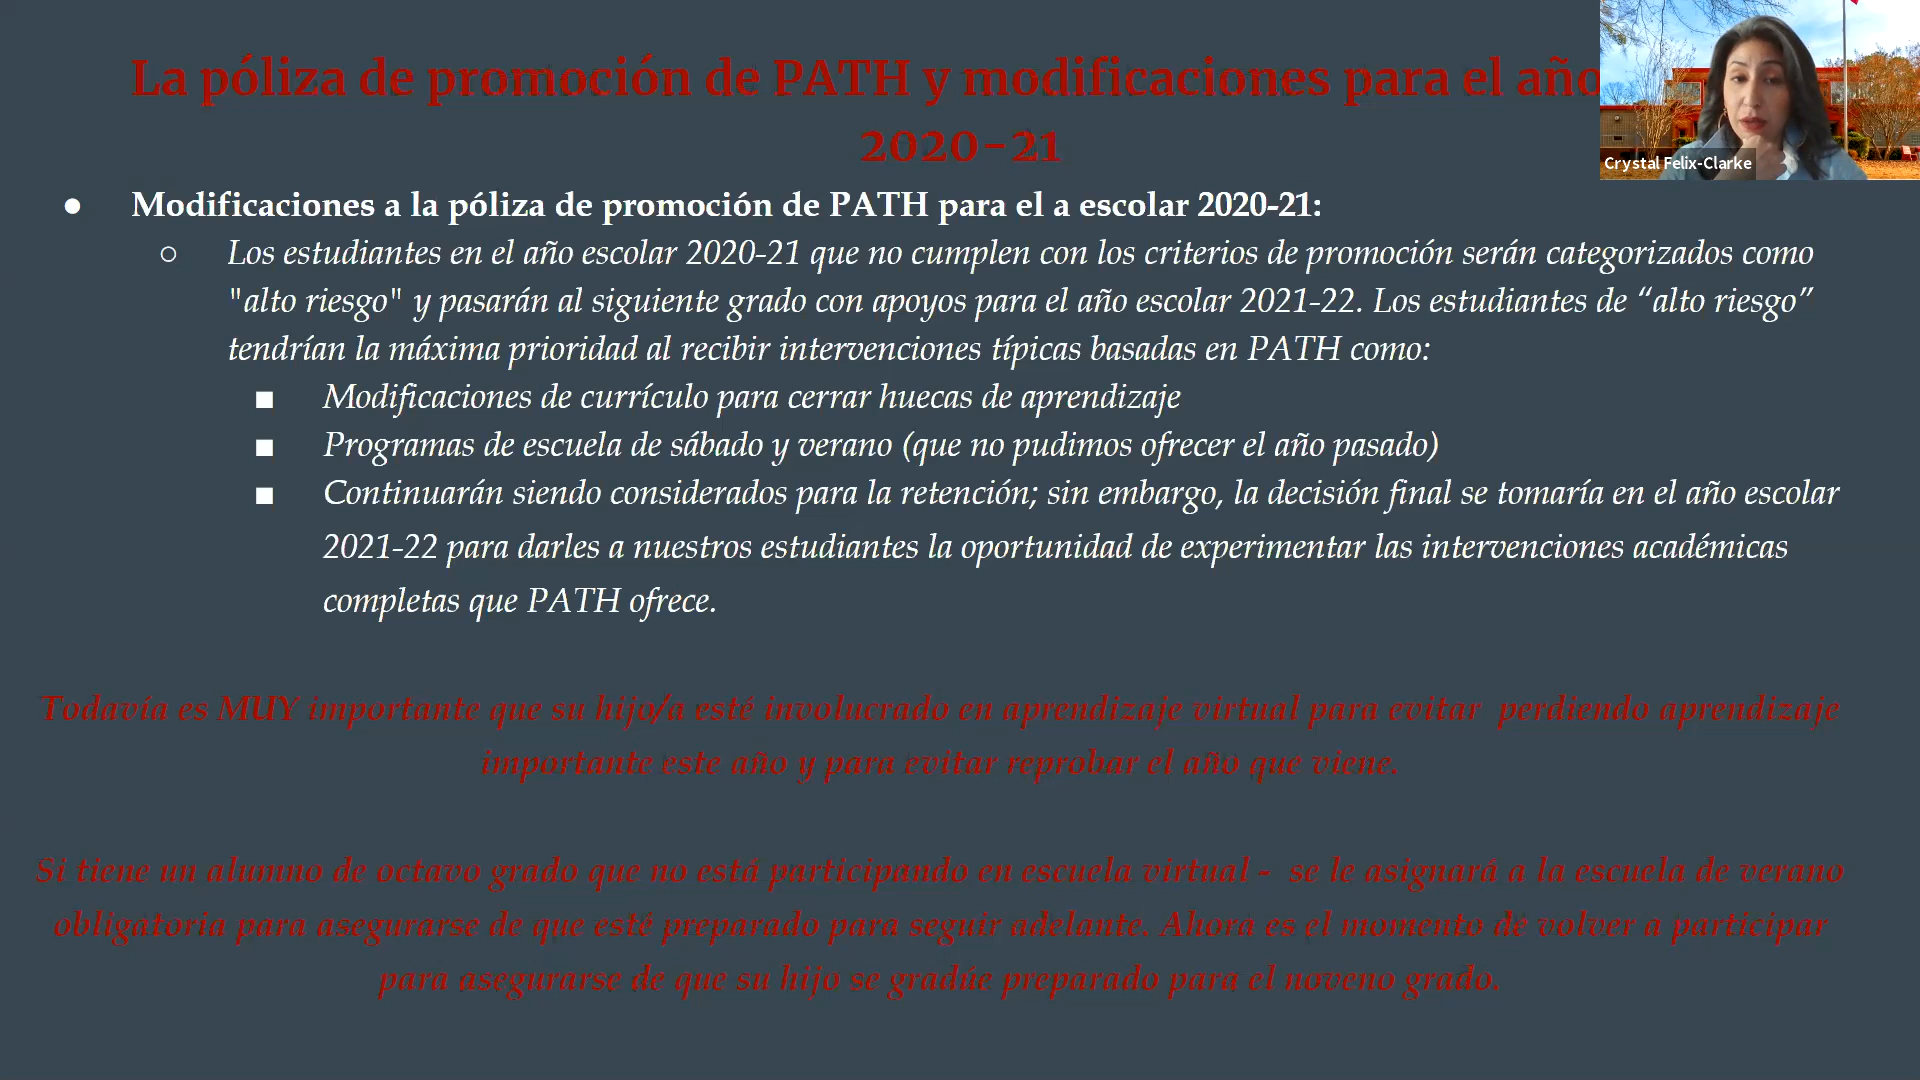 La póliza de promoción de PATH y modificaciones para el año
2020-21
Crystal Felix-Clarke
● Modificaciones a la póliza de promoción de PATH para el a escolar 2020-21:
○ Los estudiantes en el año escolar 2020-21 que no cumplen con los criterios de promoción serán categorizados como
"alto riesgo" y pasarán al siguiente grado con apoyos para el año escolar 2021-22. Los estudiantes de “alto riesgo”
tendrían la máxima prioridad al recibir intervenciones típicas basadas en PATH como:
■ Modificaciones de currículo para cerrar huecas de aprendizaje
■ Programas de escuela de sábado y verano (que no pudimos ofrecer el año pasado)
■ Continuarán siendo considerados para la retención; sin embargo, la decisión final se tomaría en el año escolar
2021-22 para darles a nuestros estudiantes la oportunidad de experimentar las intervenciones académicas
completas que PATH ofrece.
Todavía es MUY importante que su hijo/a esté involucrado en aprendizaje virtual para evitar perdiendo aprendizaje
importante este año y para evitar reprobar el año que viene.
Si tiene un alumno de octavo grado que no está participando en escuela virtual - se le asignará a la escuela de verano
obligatoria para asegurarse de que esté preparado para seguir adelante. Ahora es el momento de volver a participar
para asegurarse de que su hijo se gradúe preparado para el noveno grado.